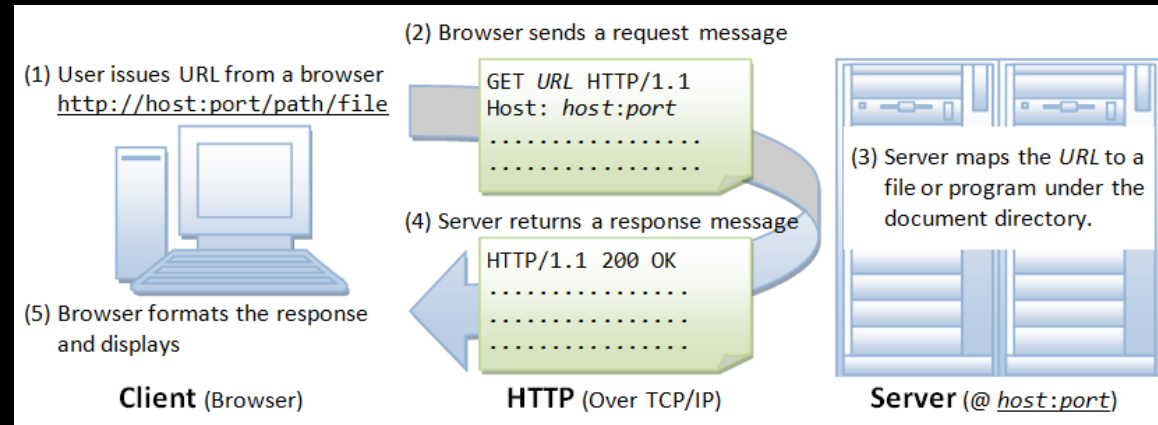 (2) Browser sends a request message
(1) User issues URL from a browser
http://host:port/path/file
GET URL HTTP/1.1
Host: host:port
.................
.................
(3) Server maps the URL to a
file or program under the
document directory.
(4) Server returns a response message
HTTP/1.1 200 OK
................
................
................
(5) Browser formats the response
and displays
Client (Browser)
HTTP (Over TCP/IP)
Server (@ host:port)